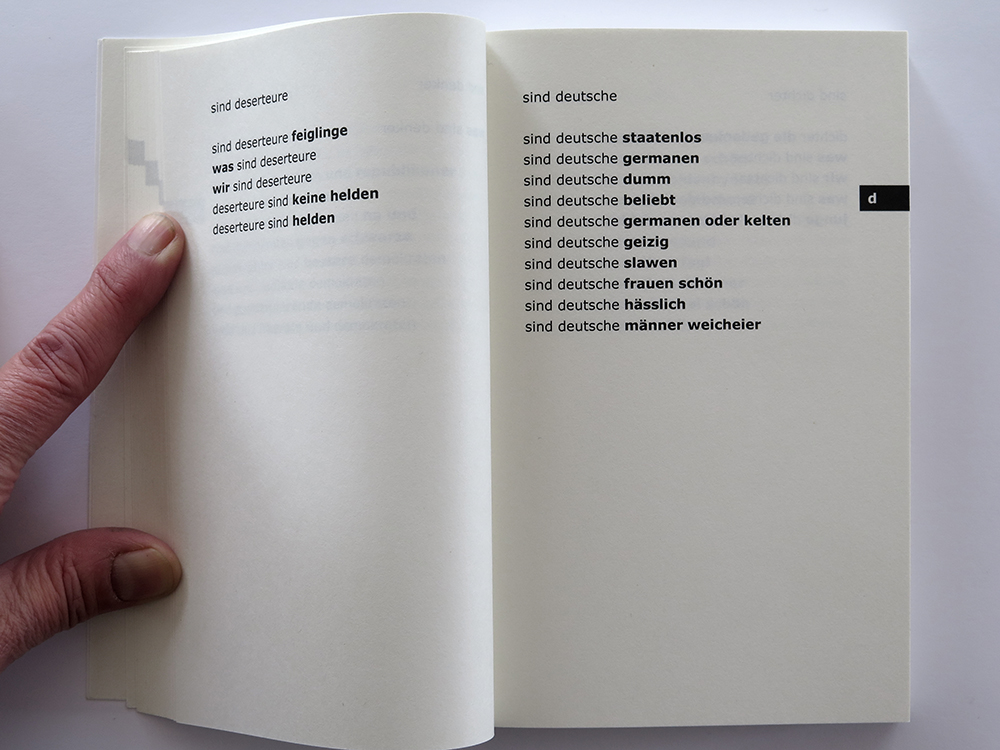 sind deserteure
sind deserteure feiglinge
was sind deserteure
wir sind deserteure
deserteure sind keine helden
deserteure sind helden
sind deutsche
sind deutsche staatenlos
sind deutsche germanen
sind deutsche dumm
sind deutsche beliebt
sind deutsche germanen oder kelten
sind deutsche geizig
sind deutsche slawen
sind deutsche frauen schön
sind deutsche hässlich
sind deutsche männer weicheier
d